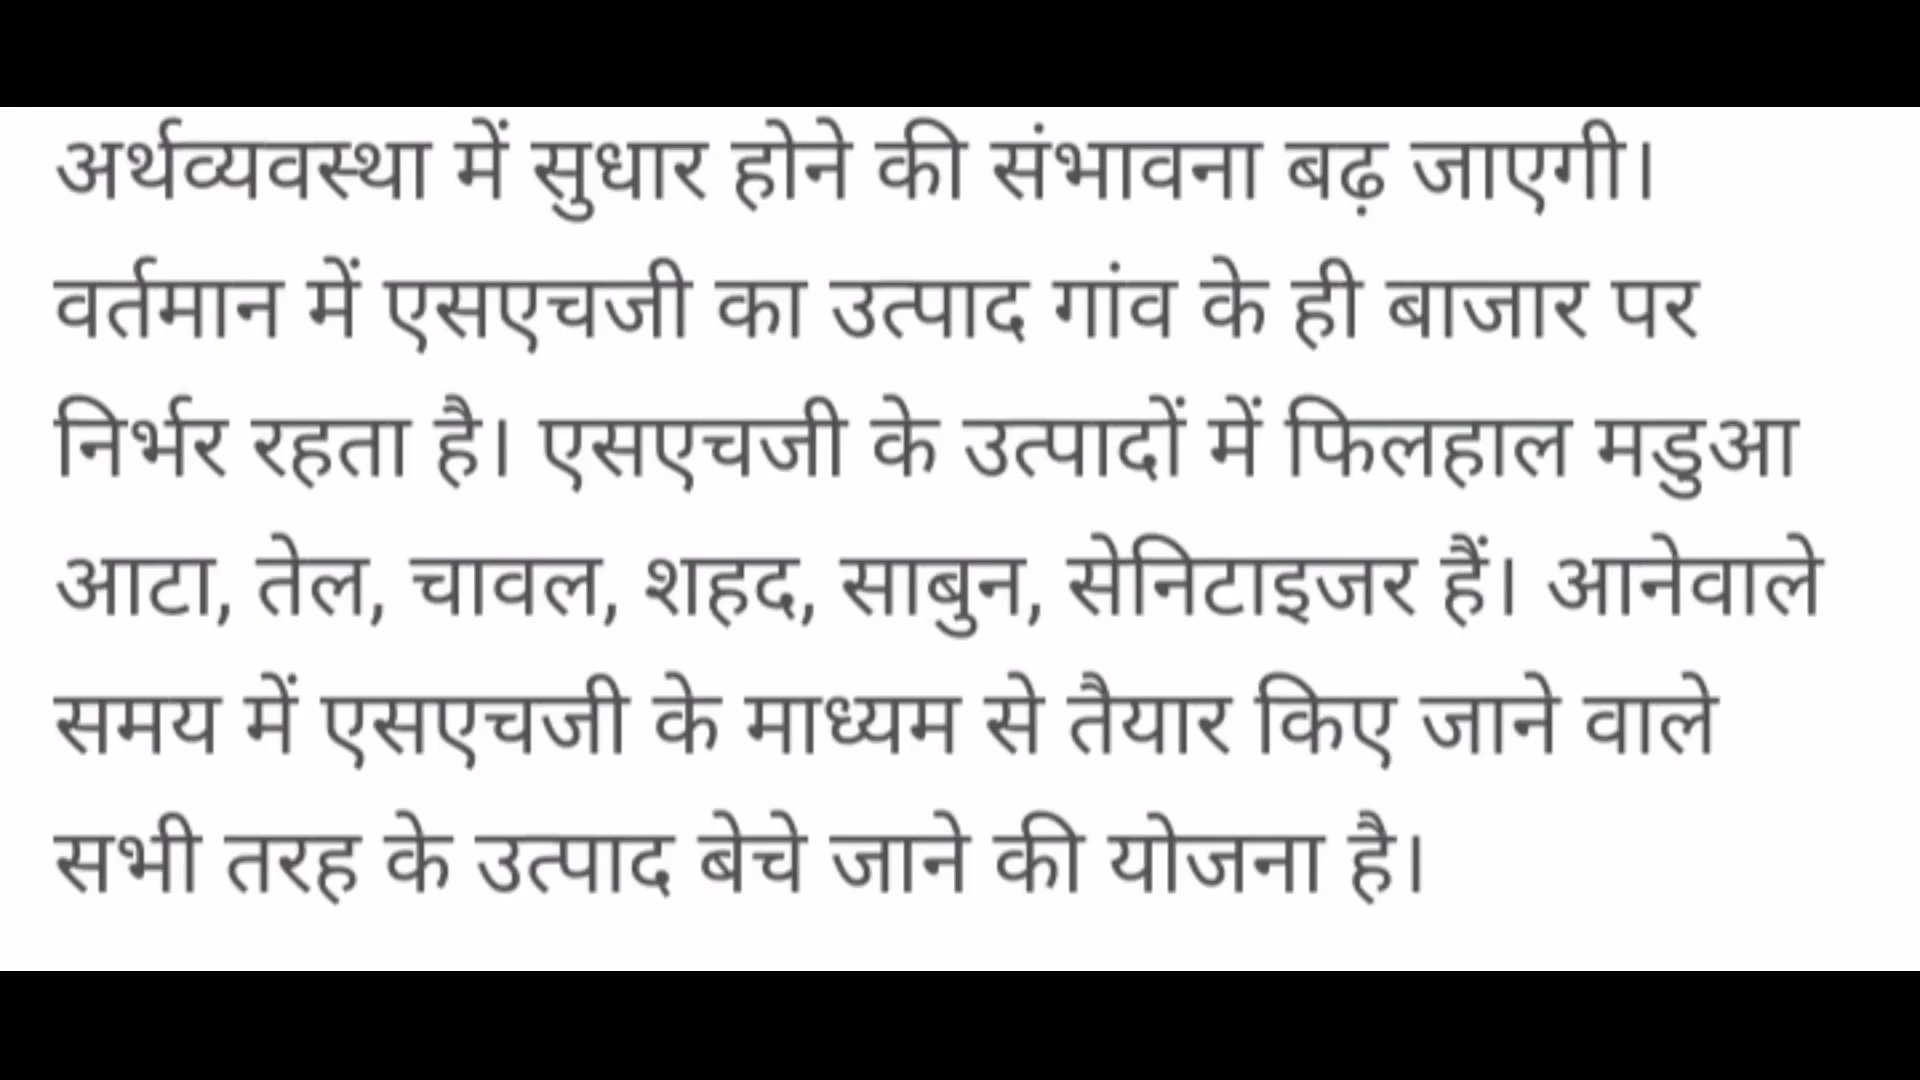 अर्थव्यवस्था में सुधार होने की संभावना बढ़ जाएगी।
वर्तमान में एसएचजी का उत्पाद गांव के ही बाजार पर
निर्भर रहता है। एसएचजी के उत्पादों में फिलहाल मडुआ
आटा, तेल, चावल, शहद, साबुन, सेनिटाइजर हैं। आनेवाले
समय में एसएचजी के माध्यम से तैयार किए जाने वाले
सभी तरह के उत्पाद बेचे जाने की योजना है।